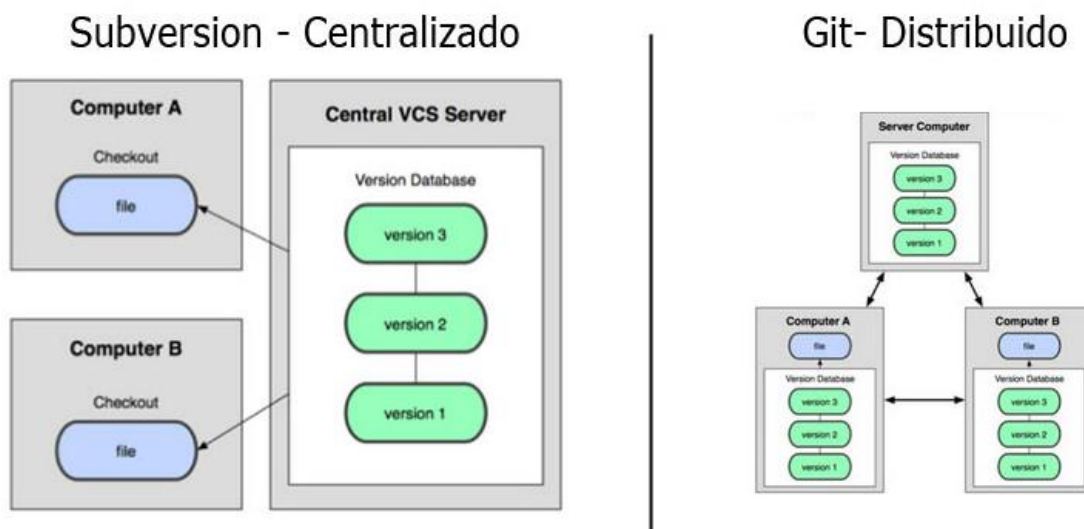 Subversion - Centralizado
Computer A
Checkout
file
Computer B
Checkout
file
Central VCS Server
Version Database
version 3
version 2
version 1
Git- Distribuido
Server Computer
Version Database
version 3
version 2
version 1
Computer A
file
Version Database
version 3
version 2
version 1
Computer B
file
Version Database
version 3
version 2
version 1